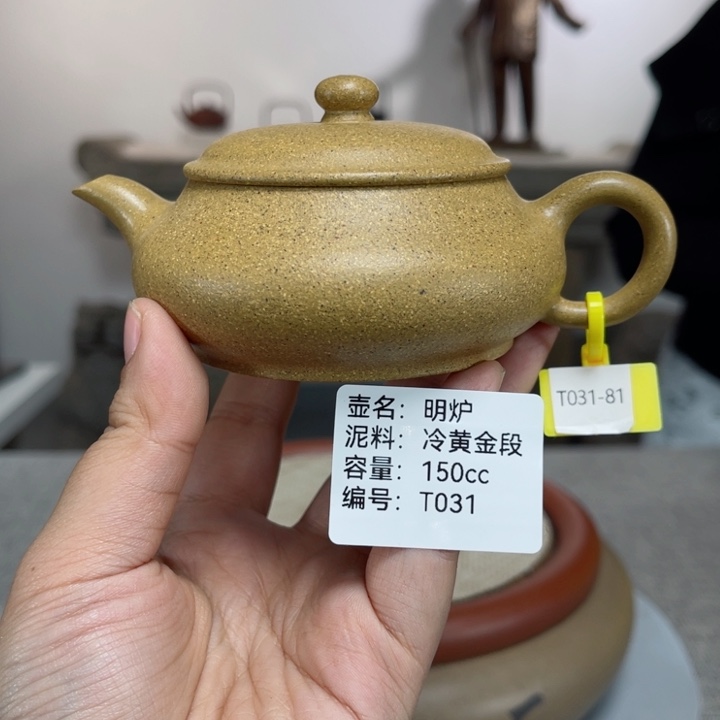 T031-81
壶名：明炉
泥料：冷黄金段
容量：150cc
编号：T031